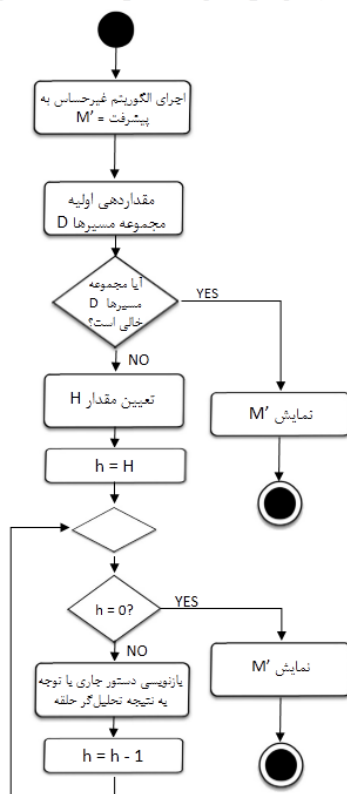 اجرای الگوریتم غیرحساس به
پیشرفت = M′
مقداردهی اولیه
مجموعه مسیرها D
آیا مجموعه
مسیرها D
خالی است؟
YES
NO
تعیین مقدار H
نمایش M′
h = H
h = 0?
YES
NO
بازنویسی دستور جاری با توجه
به نتیجه تحلیل‌گر حلقه
نمایش M′
h = h - 1